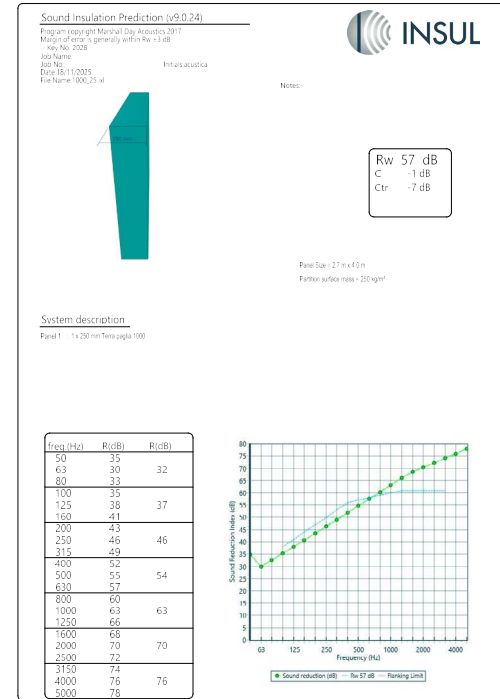 Sound Insulation Prediction (v9.0.24)
Program copyright Marshall Day Acoustics 2017
Margin of error is generally within Rw ±3 dB
- Key No. 2028
Job Name:
Job No.: Initials:acustica
Date:18/11/2025
File Name:1000_25.ixl
INSUL
Notes:
250 mm
Rw 57 dB
C -1 dB
Ctr -7 dB
Panel Size = 2.7 m x 4.0 m
Partition surface mass = 250 kg/m²
System description
Panel 1 : 1 x 250 mm Terra paglia 1000
freq.(Hz) R(dB) R(dB)
50 35
63 30 32
80 33
100 35
125 38 37
160 41
200 43
250 46 46
315 49
400 52
500 55 54
630 57
800 60
1000 63 63
1250 66
1600 68
2000 70 70
2500 72
3150 74
4000 76 76
5000 78
Sound Reduction Index (dB)
80
75
70
65
60
55
50
45
40
35
30
25
20
15
10
5
0
63 125 250 500 1000 2000 4000
Frequency (Hz)
Sound reduction (dB) Rw 57 dB Flanking Limit